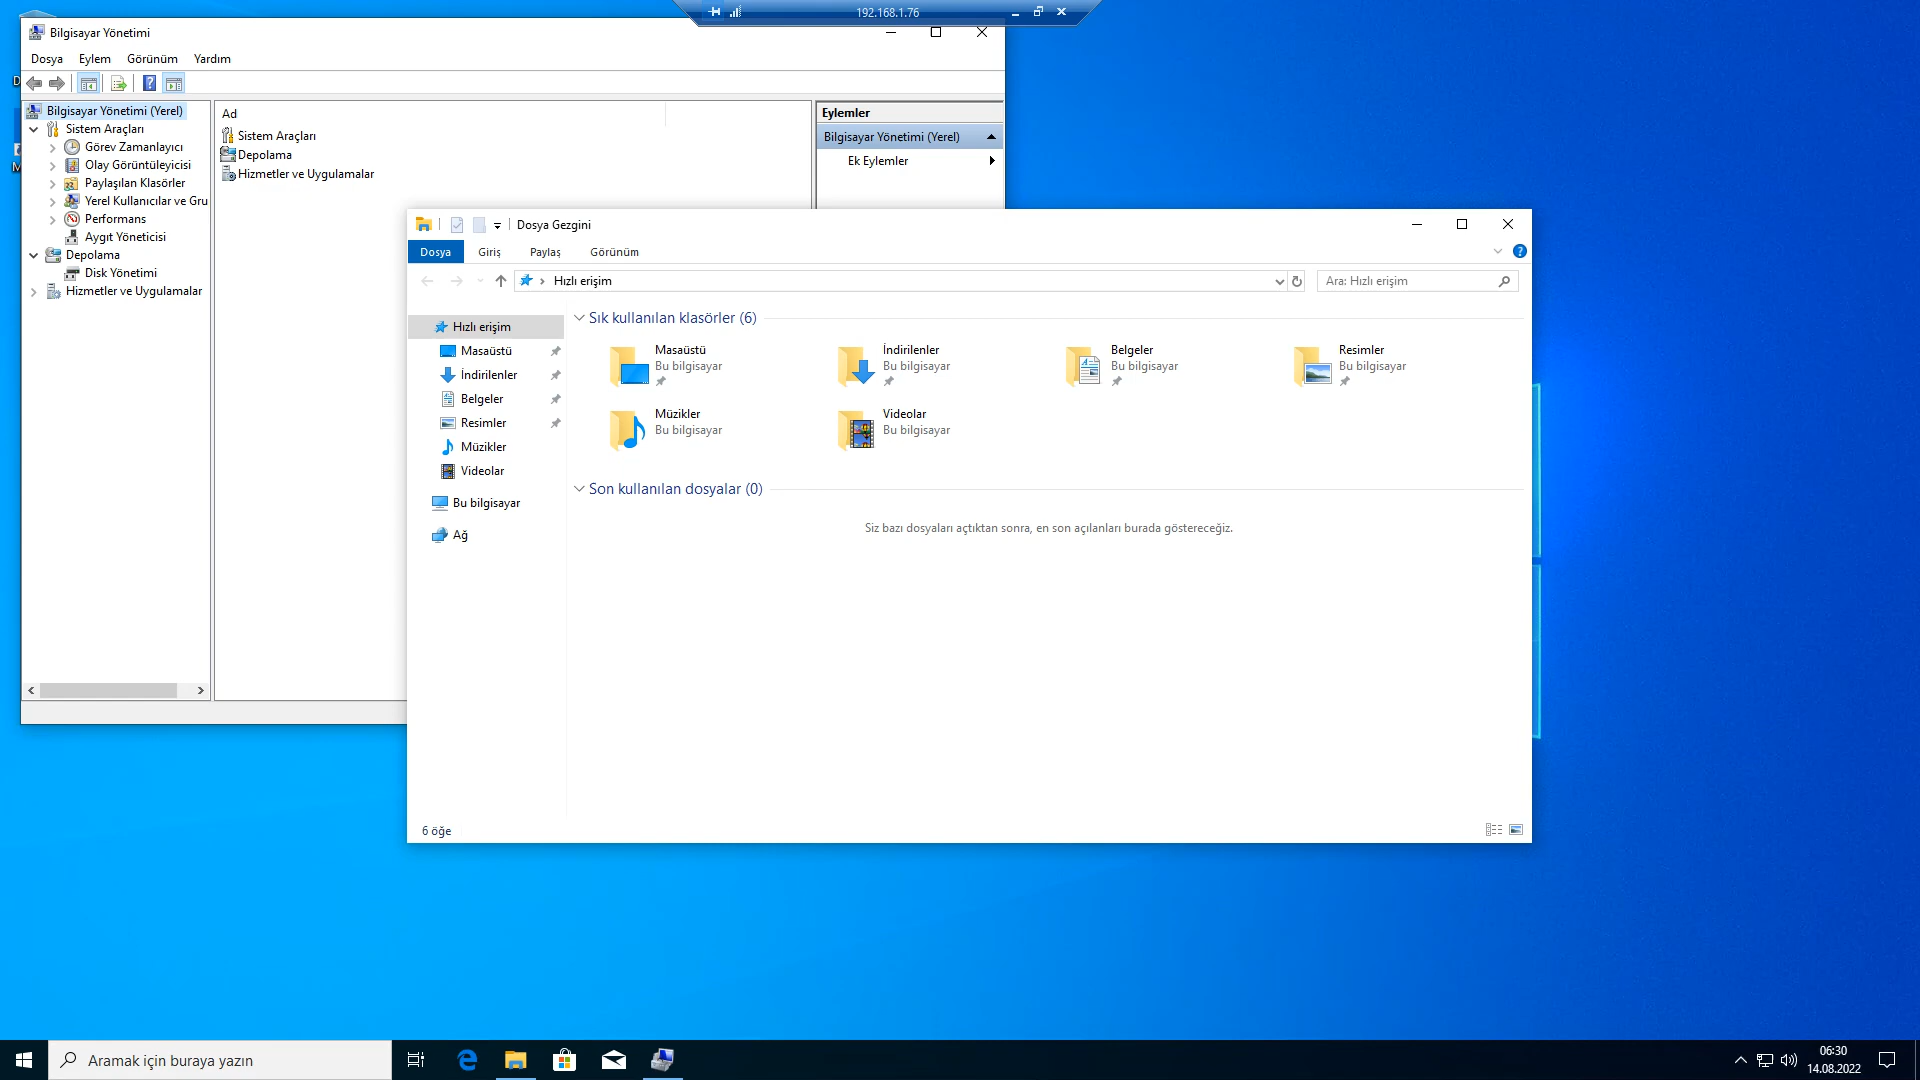 192.168.1.76
Bilgisayar Yönetimi
Dosya Eylem Görünüm Yardım
Bilgisayar Yönetimi (Yerel)
Sistem Araçları
Görev Zamanlayıcı
Olay Görüntüleyicisi
Paylaşılan Klasörler
Yerel Kullanıcılar ve Gru
Performans
Aygıt Yöneticisi
Depolama
Disk Yönetimi
Hizmetler ve Uygulamalar
Ad
Sistem Araçları
Depolama
Hizmetler ve Uygulamalar
Eylemler
Bilgisayar Yönetimi (Yerel)
Ek Eylemler
Dosya Gezgini
Dosya Giriş Paylaş Görünüm
Hızlı erişim
Ara: Hızlı erişim
Hızlı erişim
Masaüstü
İndirilenler
Belgeler
Resimler
Müzikler
Videolar
Bu bilgisayar
Ağ
Sık kullanılan klasörler (6)
Masaüstü
Bu bilgisayar
İndirilenler
Bu bilgisayar
Belgeler
Bu bilgisayar
Resimler
Bu bilgisayar
Müzikler
Bu bilgisayar
Videolar
Bu bilgisayar
Son kullanılan dosyalar (0)
Siz bazı dosyaları açtıktan sonra, en son açılanları burada göstereceğiz.
6 öğe
Aramak için buraya yazın
06:30
14.08.2022